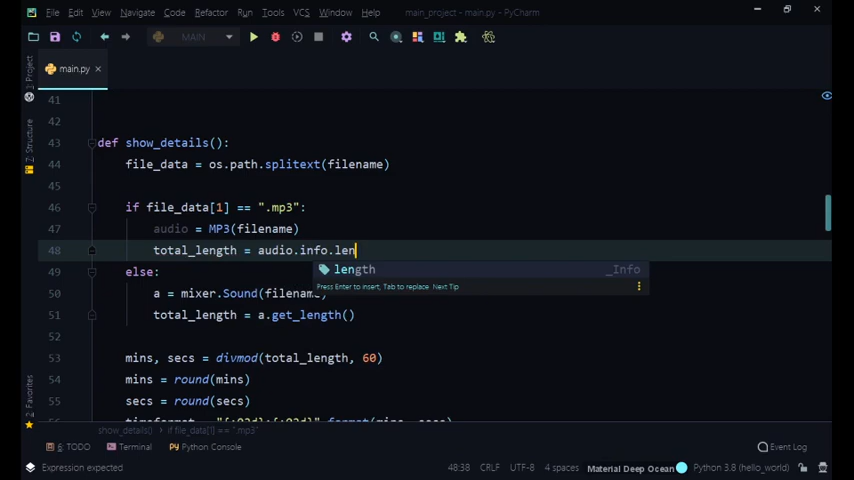 File Edit View Navigate Code Refactor Run Tools VCS Window Help main_project - main.py - PyCharm
MAIN
main.py
1: Project
Z: Structure
2: Favorites
41
42
43 def show_details():
44 file_data = os.path.splitext(filename)
45
46 if file_data[1] == ".mp3":
47 audio = MP3(filename)
48 total_length = audio.info.len
length _Info
Press Enter to insert, Tab to replace Next Tip
49 else:
50 a = mixer.Sound(filename)
51 total_length = a.get_length()
52
53 mins, secs = divmod(total_length, 60)
54 mins = round(mins)
55 secs = round(secs)
show_details() if file_data[1] == ".mp3"
6: TODO Terminal Python Console Event Log
Expression expected 48:38 CRLF UTF-8 4 spaces Material Deep Ocean Python 3.8 (hello_world)